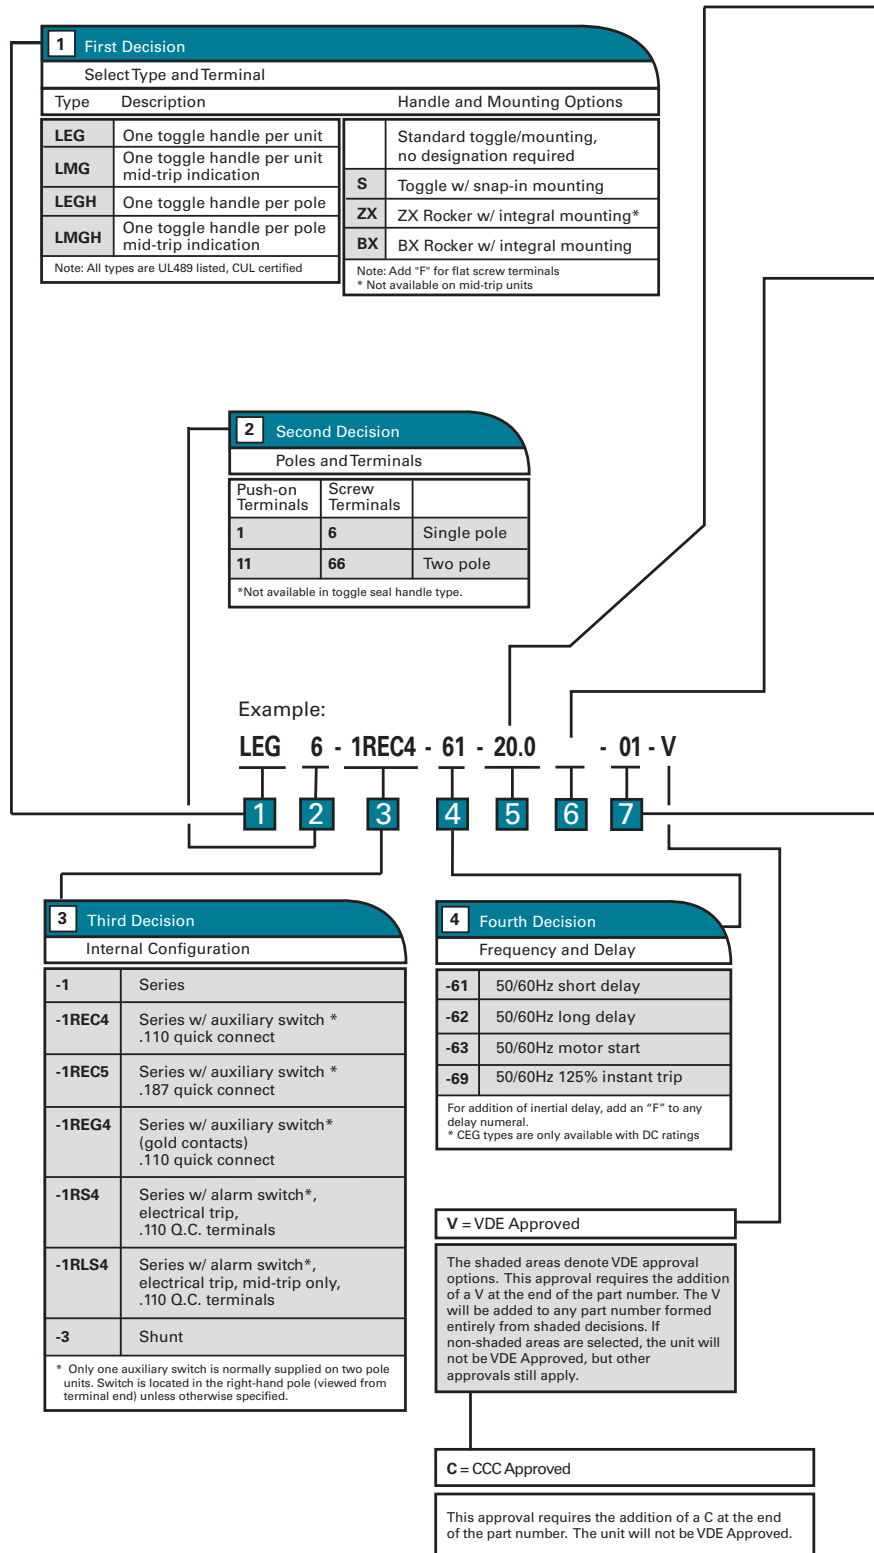 1 First Decision
Select Type and Terminal
Type Description Handle and Mounting Options
LEG One toggle handle per unit
LMG One toggle handle per unit
mid-trip indication
LEGH One toggle handle per pole
LMGH One toggle handle per pole
mid-trip indication
Note: All types are UL489 listed, CUL certified
Standard toggle/mounting,
no designation required
S Toggle w/ snap-in mounting
ZX ZX Rocker w/ integral mounting*
BX BX Rocker w/ integral mounting
Note: Add "F" for flat screw terminals
* Not available on mid-trip units
2 Second Decision
Poles and Terminals
Push-on Screw
Terminals Terminals
1 6 Single pole
11 66 Two pole
*Not available in toggle seal handle type.
Example:
LEG 6 - 1REC4 - 61 - 20.0 - 01 - V
1 2 3 4 5 6 7
3 Third Decision
Internal Configuration
-1 Series
-1REC4 Series w/ auxiliary switch *
.110 quick connect
-1REC5 Series w/ auxiliary switch *
.187 quick connect
-1REG4 Series w/ auxiliary switch*
(gold contacts)
.110 quick connect
-1RS4 Series w/ alarm switch*,
electrical trip,
.110 Q.C. terminals
-1RLS4 Series w/ alarm switch*,
electrical trip, mid-trip only,
.110 Q.C. terminals
-3 Shunt
* Only one auxiliary switch is normally supplied on two pole
units. Switch is located in the right-hand pole (viewed from
terminal end) unless otherwise specified.
4 Fourth Decision
Frequency and Delay
-61 50/60Hz short delay
-62 50/60Hz long delay
-63 50/60Hz motor start
-69 50/60Hz 125% instant trip
For addition of inertial delay, add an “F” to any
delay numeral.
* CEG types are only available with DC ratings
V = VDE Approved
The shaded areas denote VDE approval
options. This approval requires the addition
of a V at the end of the part number. The V
will be added to any part number formed
entirely from shaded decisions. If
non-shaded areas are selected, the unit will
not be VDE Approved, but other
approvals still apply.
C = CCC Approved
This approval requires the addition of a C at the end
of the part number. The unit will not be VDE Approved.